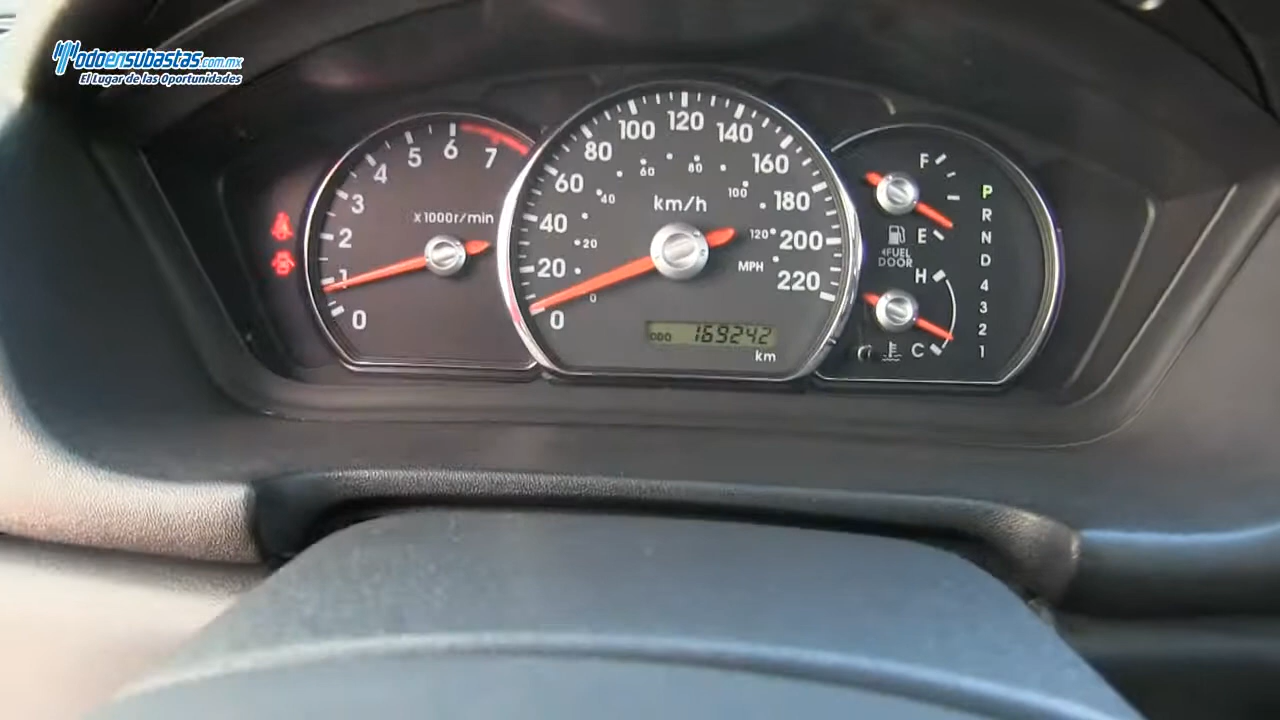 Todoensubastas.com.mx
El Lugar de las Oportunidades
0 1 2 3 4 5 6 7
x1000r/min
0 20 40 60 80 100 120 140 160 180 200 220
km/h
0 20 40 60 80 100 120
MPH
ODO 169242
km
F
E
FUEL
DOOR
H
C
P
R
N
D
4
3
2
1